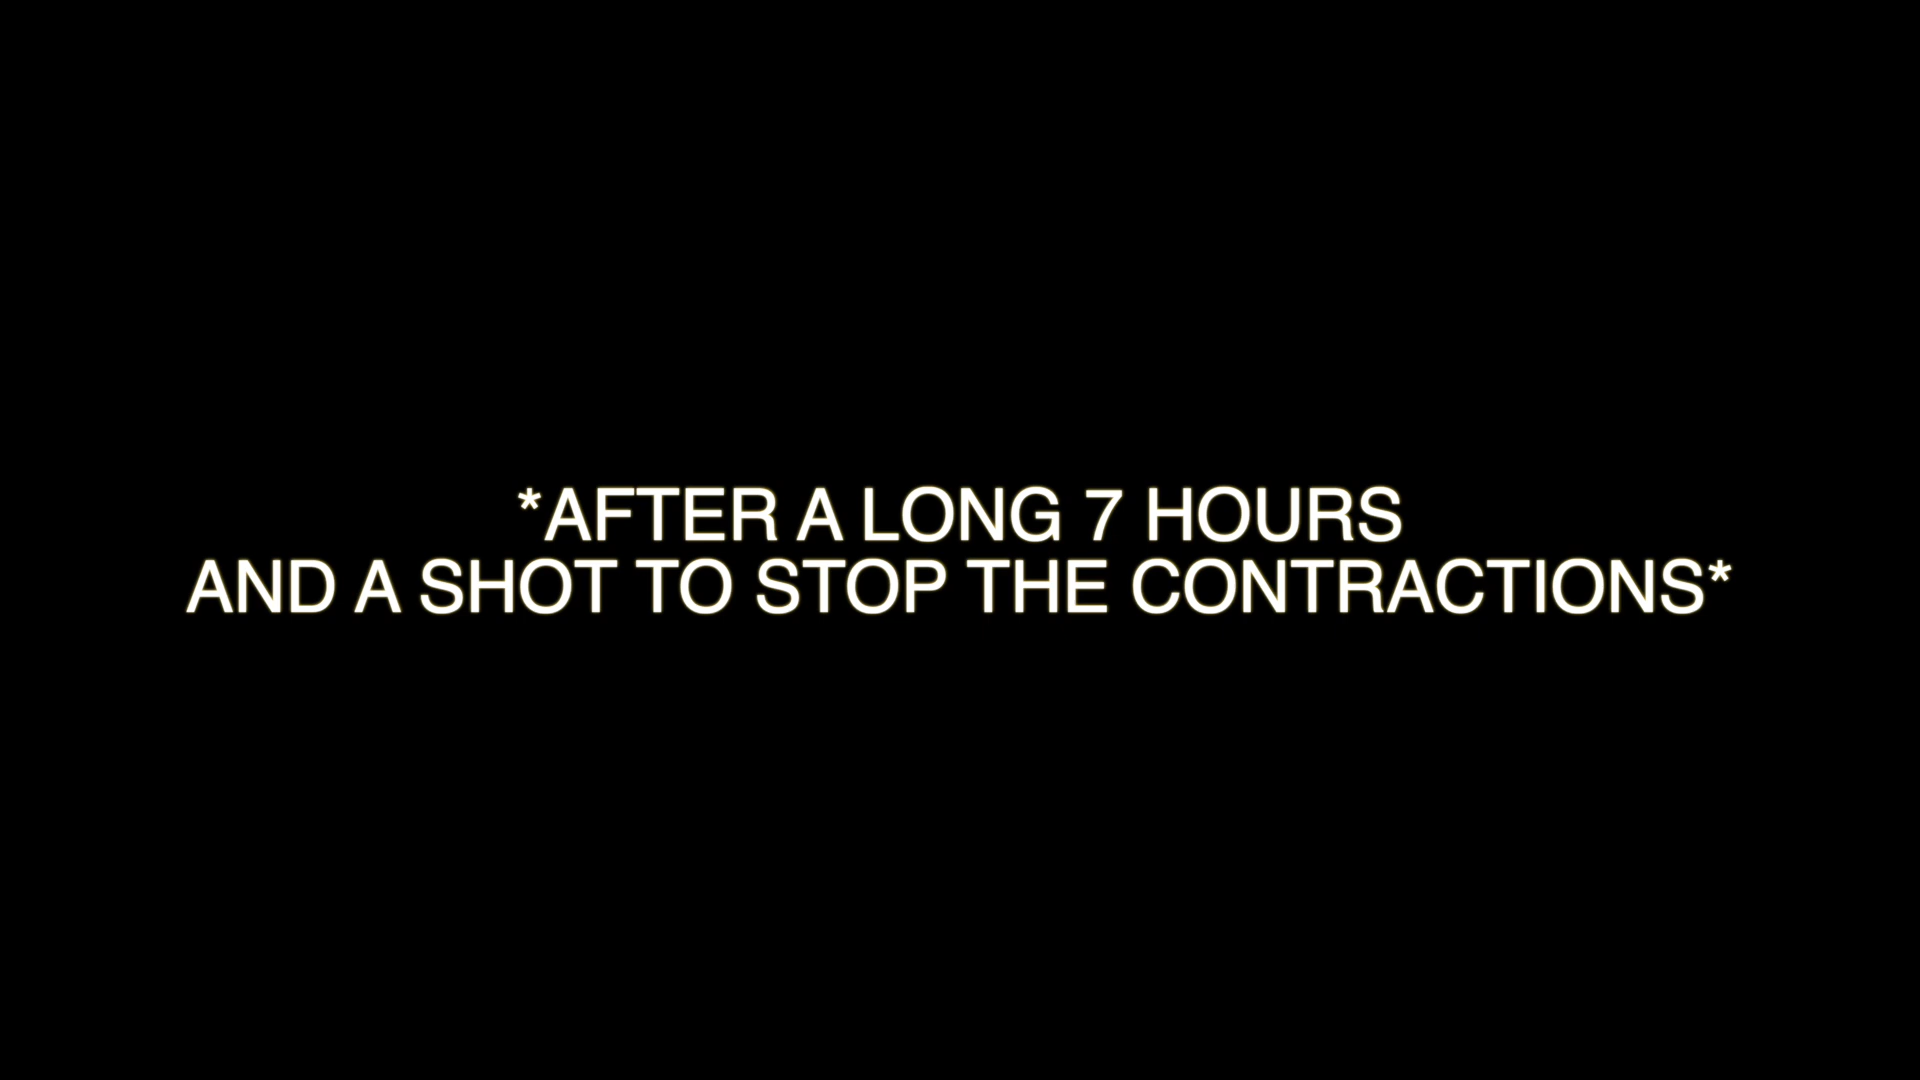 *AFTER A LONG 7 HOURS
AND A SHOT TO STOP THE CONTRACTIONS*